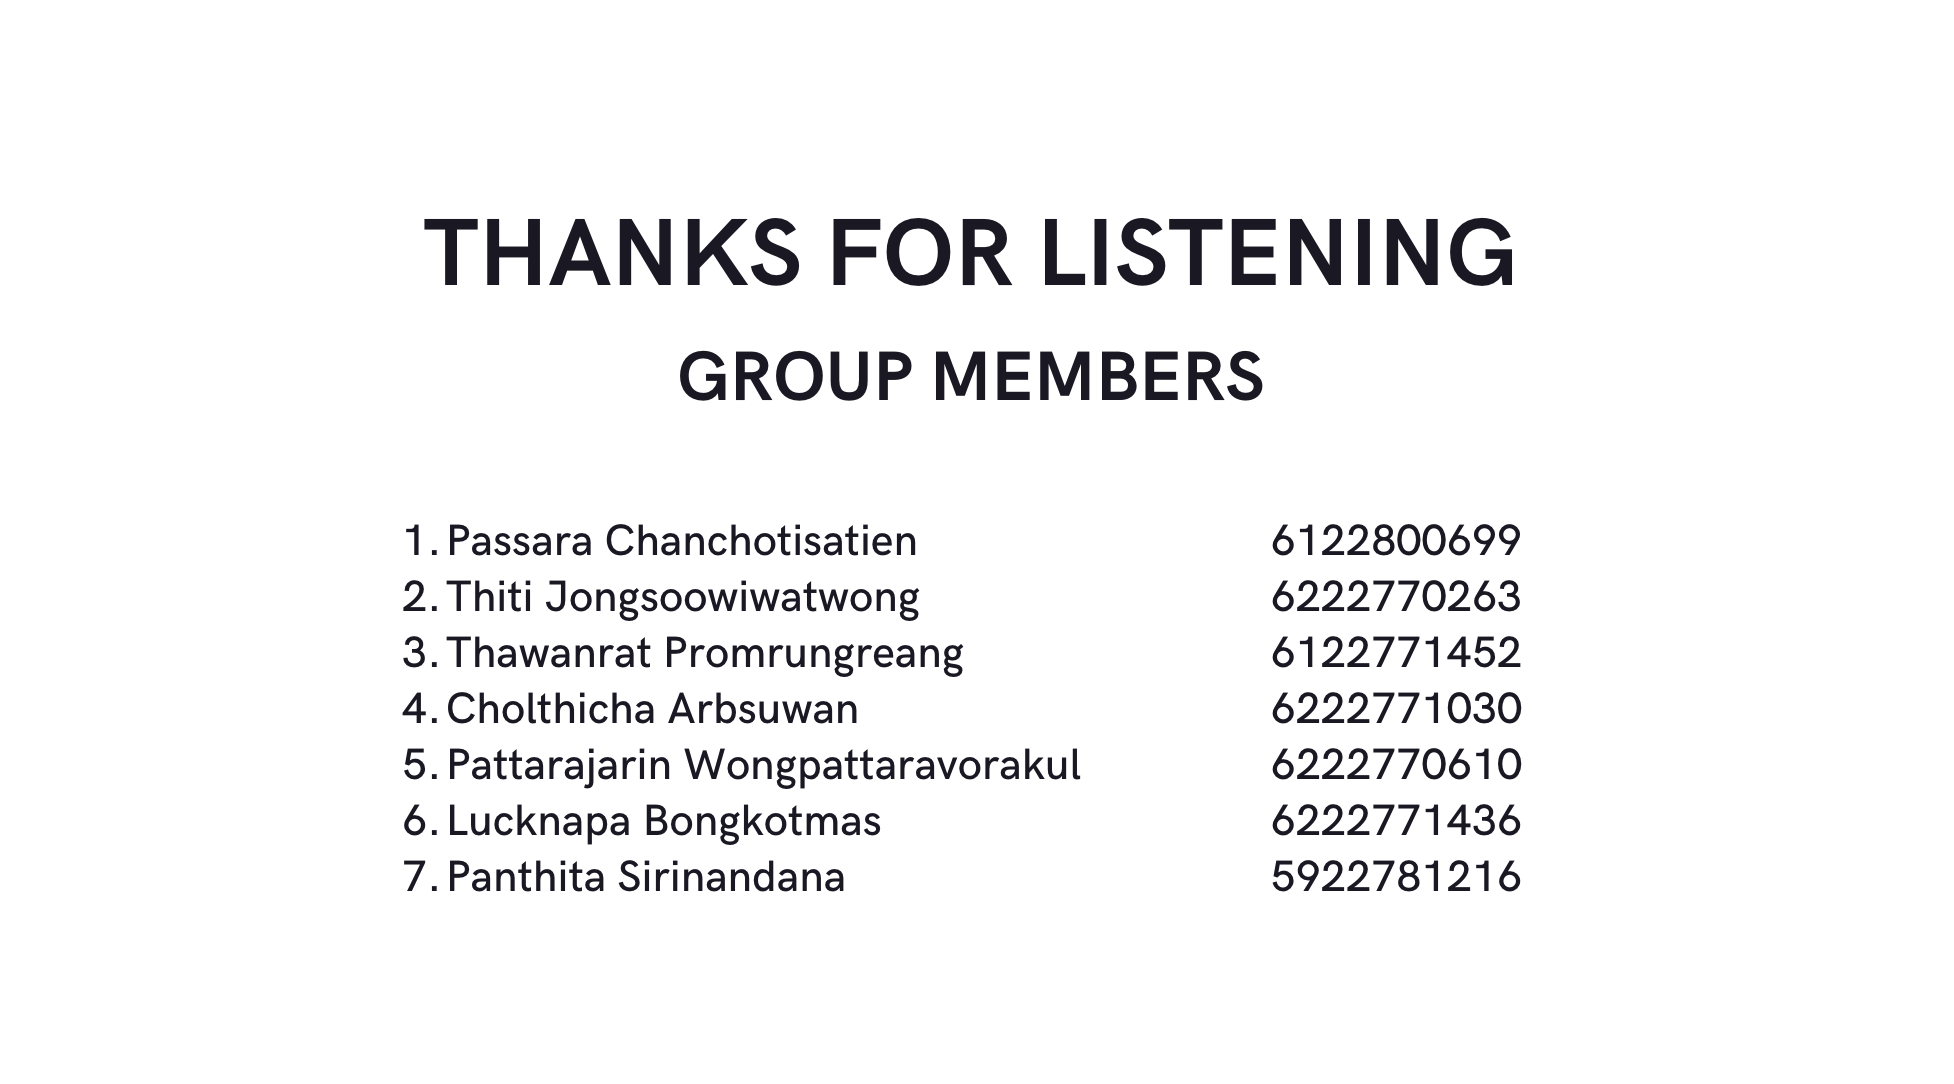 THANKS FOR LISTENING
GROUP MEMBERS
1. Passara Chanchotisatien 6122800699
2. Thiti Jongsoowiwatwong 6222770263
3. Thawanrat Promrungreang 6122771452
4. Cholthicha Arbsuwan 6222771030
5. Pattarajarin Wongpattaravorakul 6222770610
6. Lucknapa Bongkotmas 6222771436
7. Panthita Sirinandana 5922781216